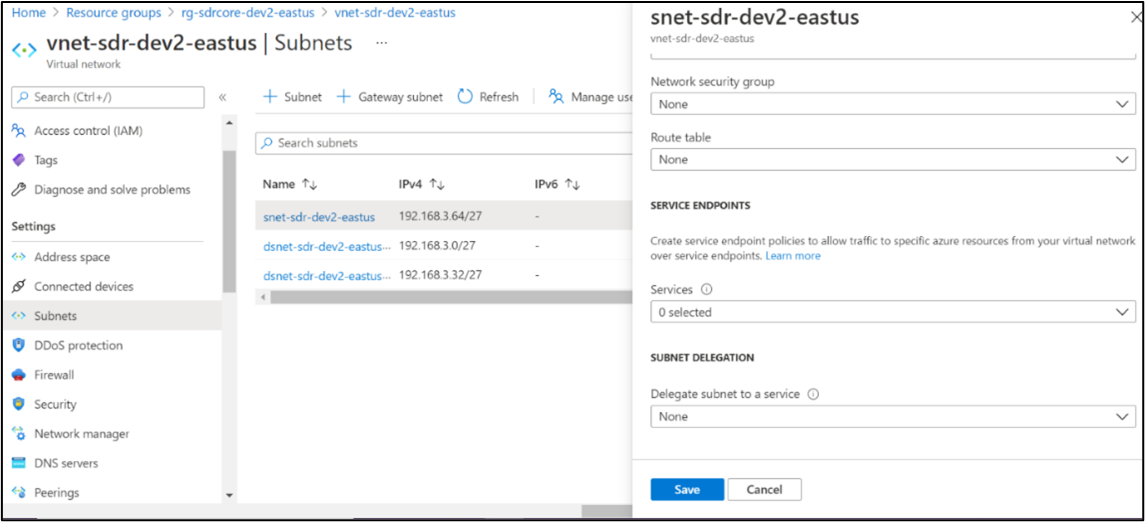 Home > Resource groups > rg-sdrcore-dev2-eastus > vnet-sdr-dev2-eastus
vnet-sdr-dev2-eastus | Subnets ...
Virtual network
Search (Ctrl+/)
«
Access control (IAM)
Tags
Diagnose and solve problems
Settings
Address space
Connected devices
Subnets
DDoS protection
Firewall
Security
Network manager
DNS servers
Peerings
+ Subnet + Gateway subnet Refresh Manage use
Search subnets
Name ↑↓ IPv4 ↑↓ IPv6 ↑↓
snet-sdr-dev2-eastus 192.168.3.64/27 -
dsnet-sdr-dev2-eastus... 192.168.3.0/27 -
dsnet-sdr-dev2-eastus... 192.168.3.32/27 -
snet-sdr-dev2-eastus
vnet-sdr-dev2-eastus
Network security group
None
Route table
None
SERVICE ENDPOINTS
Create service endpoint policies to allow traffic to specific azure resources from your virtual network
over service endpoints. Learn more
Services
0 selected
SUBNET DELEGATION
Delegate subnet to a service
None
Save Cancel